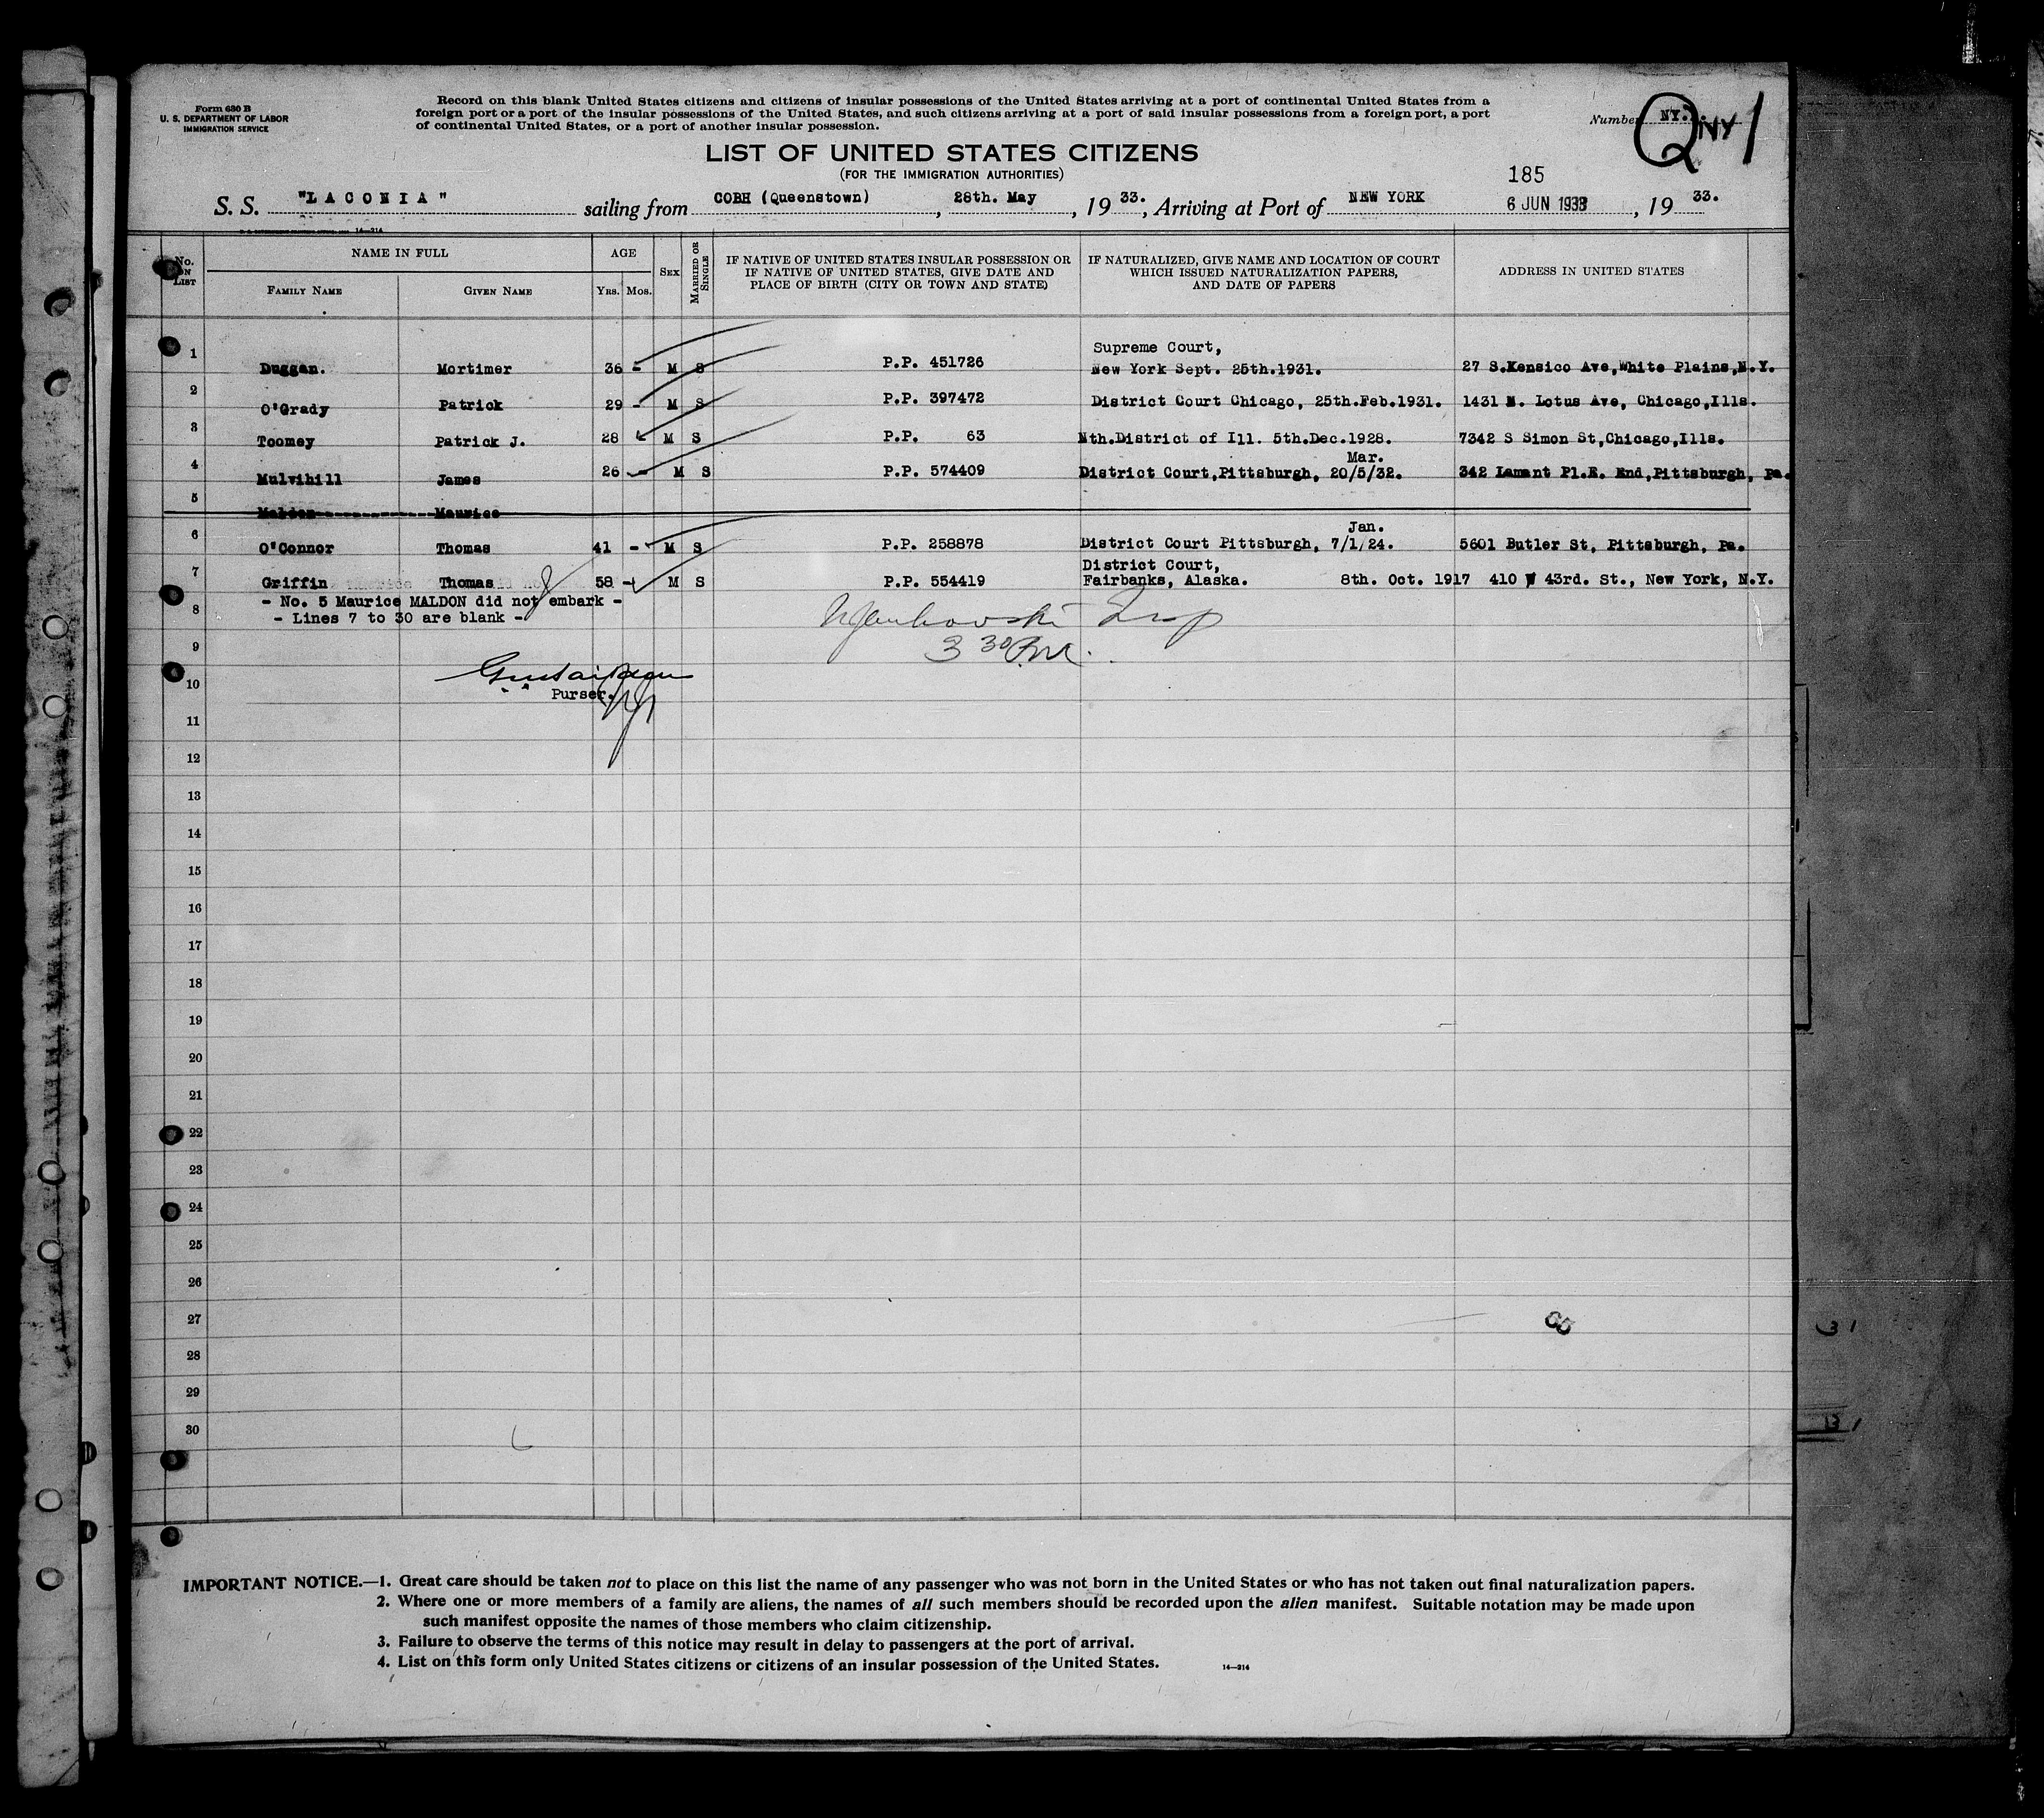 Form 630 B
U. S. DEPARTMENT OF LABOR
IMMIGRATION SERVICE
Record on this blank United States citizens and citizens of insular possessions of the United States arriving at a port of continental United States from a
foreign port or a port of the insular possessions of the United States, and such citizens arriving at a port of said insular possessions from a foreign port, a port
of continental United States, or a port of another insular possession.
Number NY. Q NY 1
LIST OF UNITED STATES CITIZENS
(FOR THE IMMIGRATION AUTHORITIES)
185
S. S. "LACONIA" sailing from COBH (Queenstown), 28th. May, 1933., Arriving at Port of NEW YORK 6 JUN 1933, 1933.
14-214
No. ON LIST
NAME IN FULL
FAMILY NAME GIVEN NAME
AGE
YRS. MOS.
SEX
MARRIED OR SINGLE
IF NATIVE OF UNITED STATES INSULAR POSSESSION OR
IF NATIVE OF UNITED STATES, GIVE DATE AND
PLACE OF BIRTH (CITY OR TOWN AND STATE)
IF NATURALIZED, GIVE NAME AND LOCATION OF COURT
WHICH ISSUED NATURALIZATION PAPERS,
AND DATE OF PAPERS
ADDRESS IN UNITED STATES
Supreme Court,
1 Duggan. Mortimer 36 - M S P.P. 451726 New York Sept. 25th.1931. 27 S.Kensico Ave,White Plains,N.Y.
2 O'Grady Patrick 29 - M S P.P. 397472 District Court Chicago, 25th.Feb.1931. 1431 N. Lotus Ave, Chicago,Ills.
3 Toomey Patrick J. 28 M S P.P. 63 Nth.District of Ill. 5th.Dec.1928. 7342 S Simon St,Chicago,Ills.
Mar.
4 Mulvihill James 26 - M S P.P. 574409 District Court,Pittsburgh, 20/5/32. 342 Lamant Pl.E. End,Pittsburgh, Pa.
5 Maldon Maurice
Jan.
6 O'Connor Thomas 41 - M S P.P. 258878 District Court Pittsburgh, 7/1/24. 5601 Butler St, Pittsburgh, Pa.
District Court,
7 Griffin Thomas 58 - M S P.P. 554419 Fairbanks, Alaska. 8th. Oct. 1917 410 W 43rd. St., New York, N.Y.
- No. 5 Maurice MALDON did not embark -
8
- Lines 7 to 30 are blank -
3 30 P.M.
9
10
Purser.
11
12
13
14
15
16
17
18
19
20
21
22
23
24
25
26
27
28
29
30
IMPORTANT NOTICE.—1. Great care should be taken not to place on this list the name of any passenger who was not born in the United States or who has not taken out final naturalization papers.
2. Where one or more members of a family are aliens, the names of all such members should be recorded upon the alien manifest. Suitable notation may be made upon
such manifest opposite the names of those members who claim citizenship.
3. Failure to observe the terms of this notice may result in delay to passengers at the port of arrival.
4. List on this form only United States citizens or citizens of an insular possession of the United States.
14-214